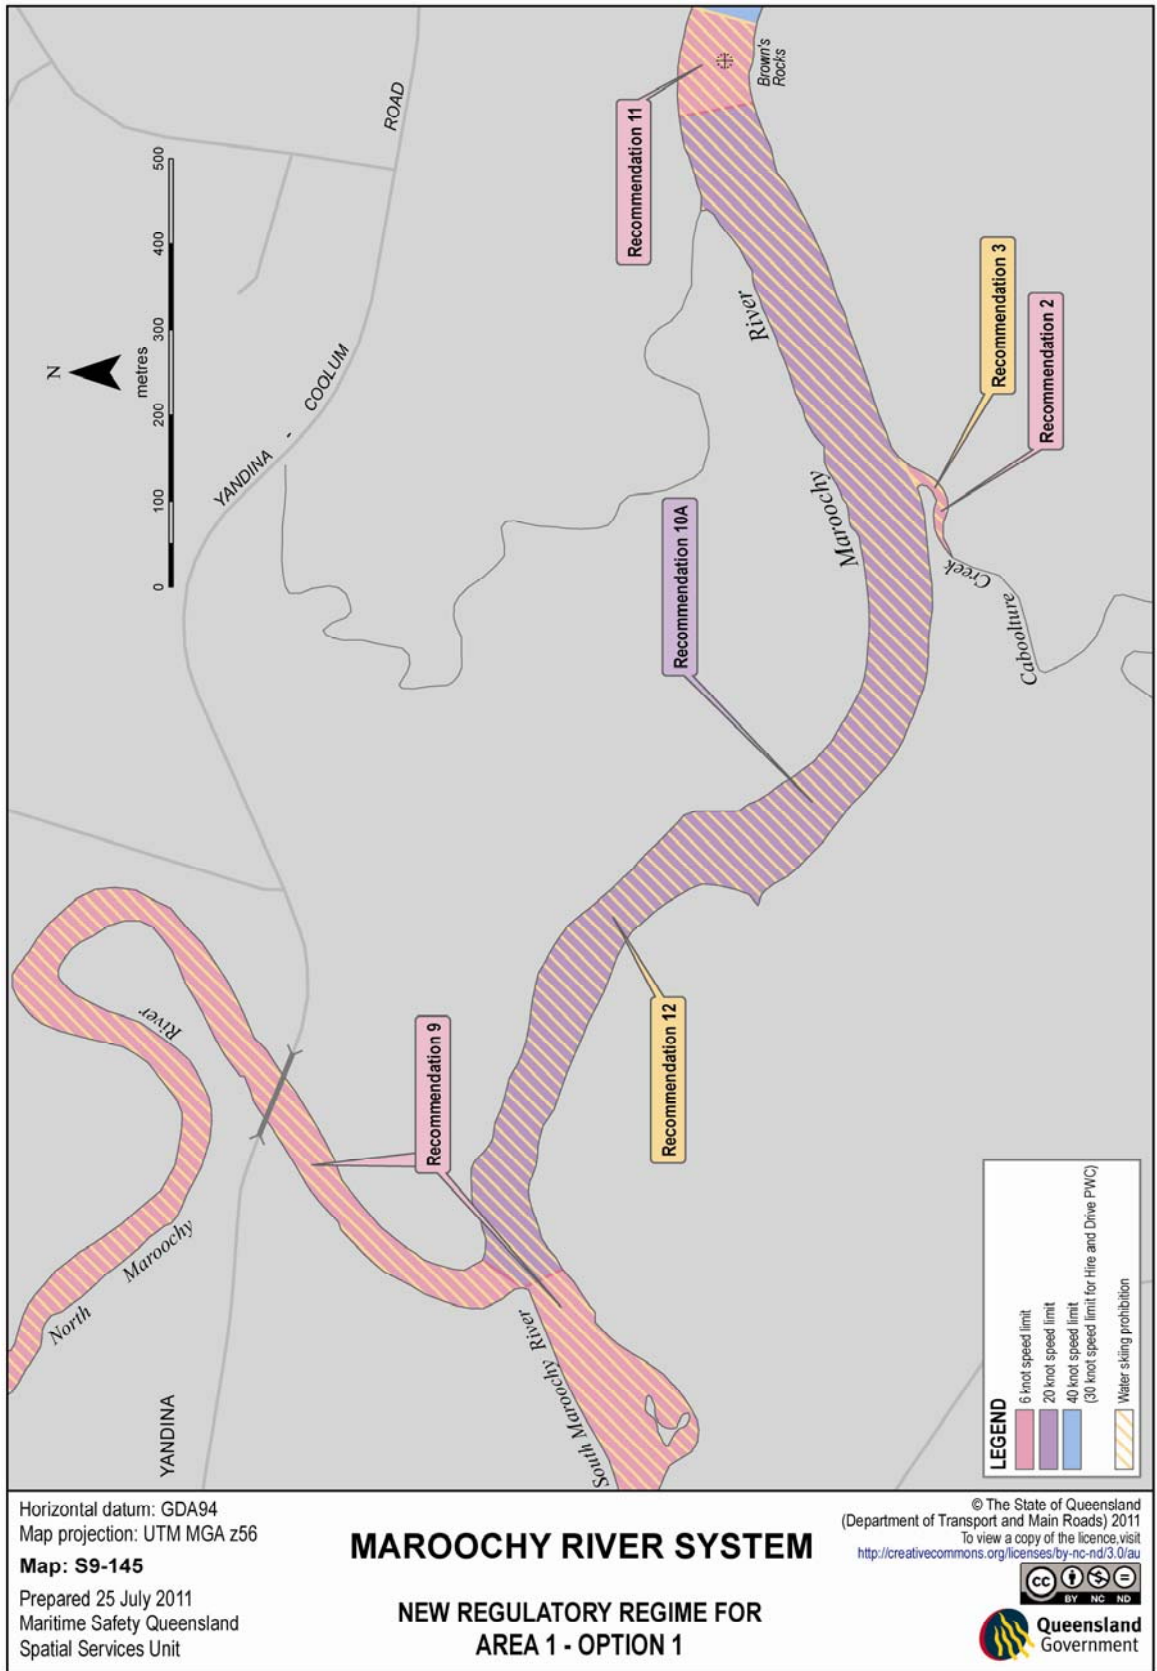 N
metres
0 100 200 300 400 500
YANDINA - COOLUM ROAD
YANDINA
North Maroochy River
South Maroochy River
Maroochy River
Caboolture Creek
Brown's
Rocks
Recommendation 11
Recommendation 3
Recommendation 2
Recommendation 10A
Recommendation 12
Recommendation 9
LEGEND
6 knot speed limit
20 knot speed limit
40 knot speed limit
(30 knot speed limit for Hire and Drive PWC)
Water skiing prohibition
Horizontal datum: GDA94
Map projection: UTM MGA z56
Map: S9-145
Prepared 25 July 2011
Maritime Safety Queensland
Spatial Services Unit
MAROOCHY RIVER SYSTEM
NEW REGULATORY REGIME FOR
AREA 1 - OPTION 1
© The State of Queensland
(Department of Transport and Main Roads) 2011
To view a copy of the licence,visit
http://creativecommons.org/licenses/by-nc-nd/3.0/au
cc
BY NC ND
Queensland
Government